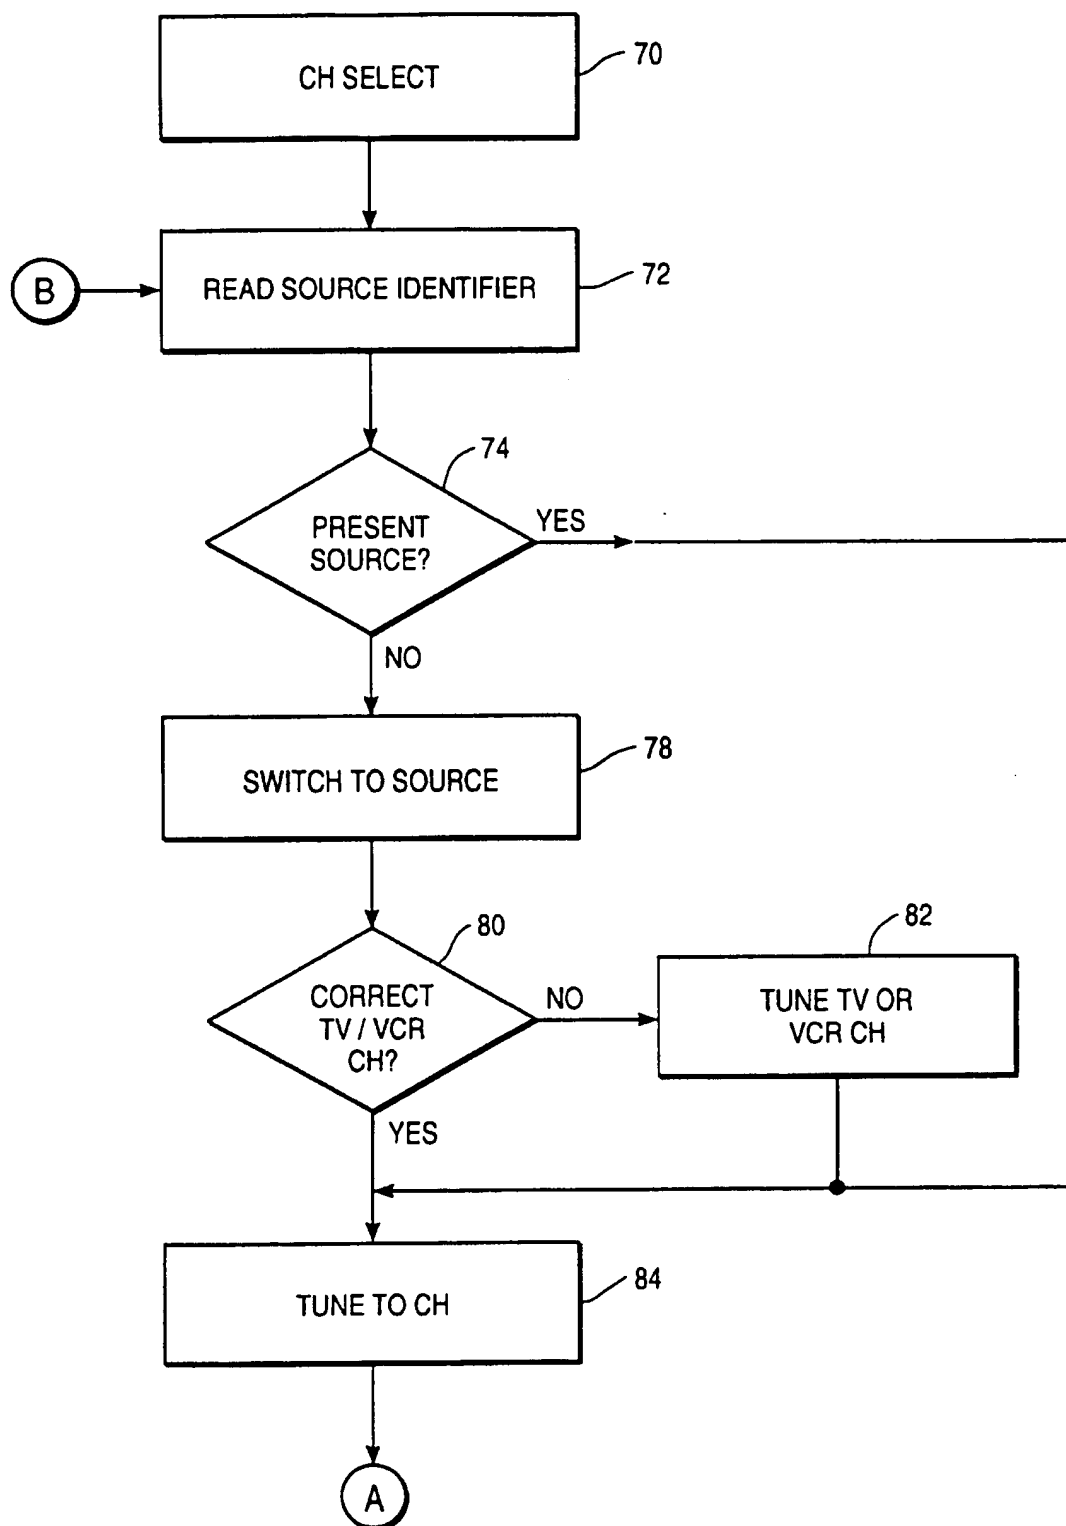 CH SELECT
70
B
READ SOURCE IDENTIFIER
72
74
PRESENT
SOURCE?
YES
NO
SWITCH TO SOURCE
78
80
CORRECT
TV / VCR
CH?
NO
82
TUNE TV OR
VCR CH
YES
TUNE TO CH
84
A